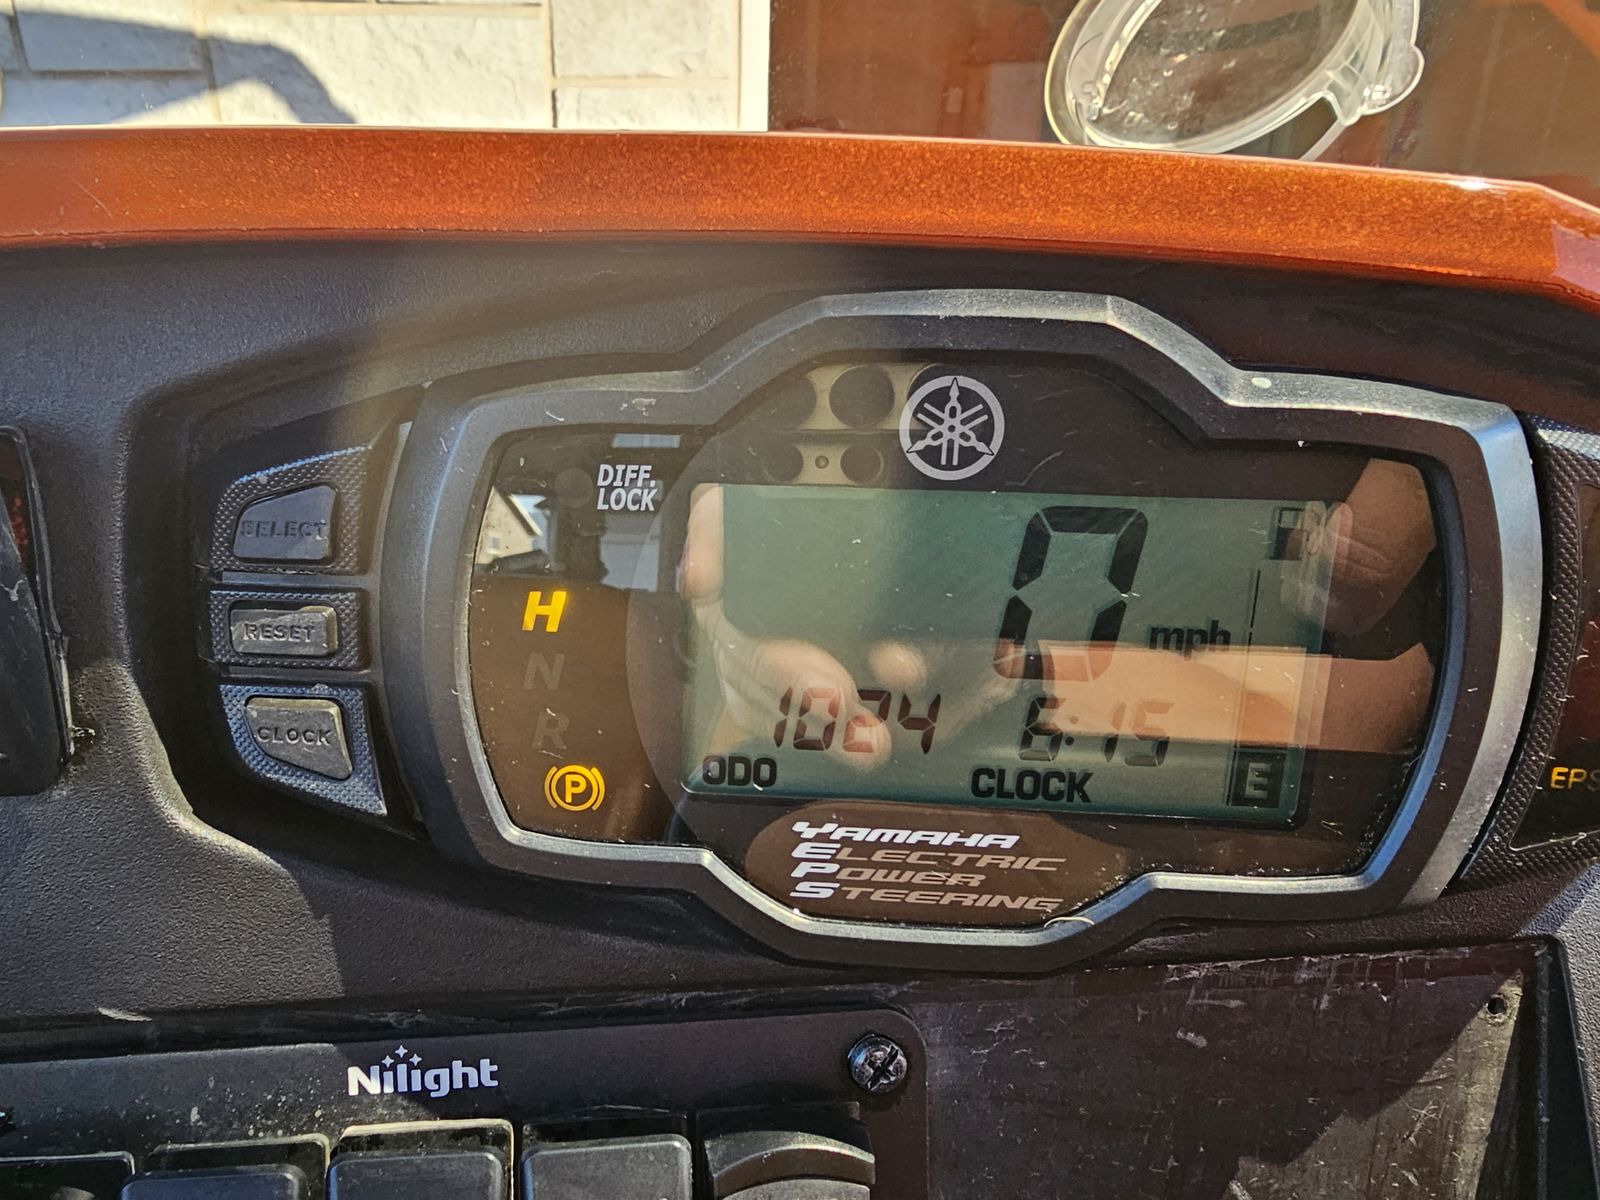 DIFF.
LOCK
SELECT
H
RESET
N
R
CLOCK
P
0
mph
1024
6:15
ODO
CLOCK
E
EPS
YAMAHA
ELECTRIC
POWER
STEERING
Nilight